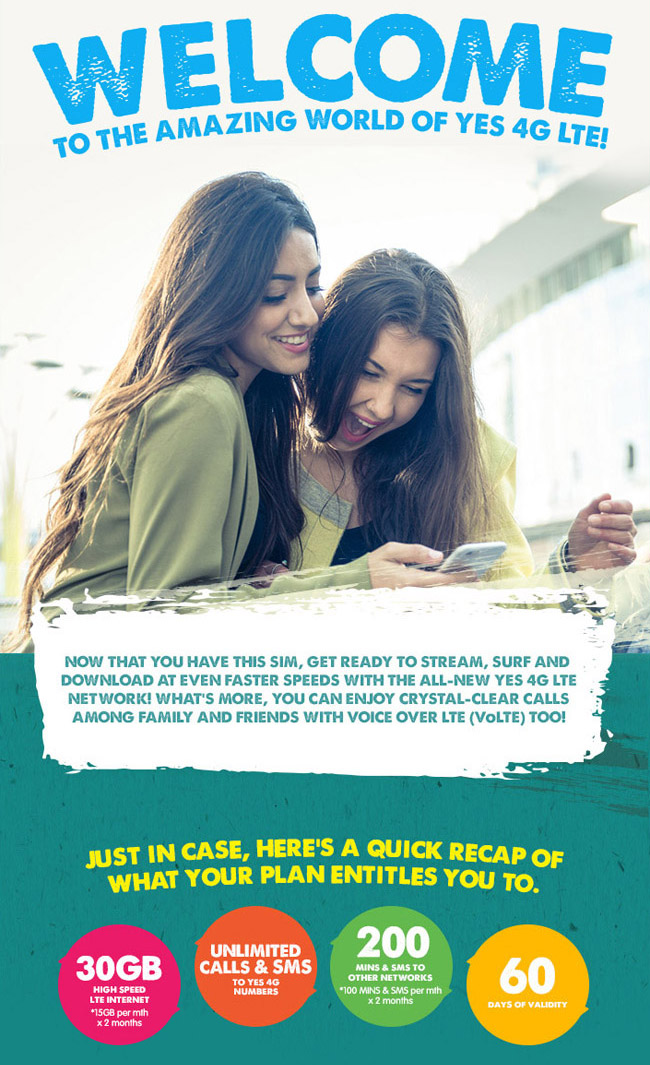 WELCOME
TO THE AMAZING WORLD OF YES 4G LTE!
NOW THAT YOU HAVE THIS SIM, GET READY TO STREAM, SURF AND
DOWNLOAD AT EVEN FASTER SPEEDS WITH THE ALL-NEW YES 4G LTE
NETWORK! WHAT'S MORE, YOU CAN ENJOY CRYSTAL-CLEAR CALLS
AMONG FAMILY AND FRIENDS WITH VOICE OVER LTE (VoLTE) TOO!
JUST IN CASE, HERE'S A QUICK RECAP OF
WHAT YOUR PLAN ENTITLES YOU TO.
30GB
HIGH SPEED
LTE INTERNET
*15GB per mth
x 2 months
UNLIMITED
CALLS & SMS
TO YES 4G
NUMBERS
200
MINS & SMS TO
OTHER NETWORKS
*100 MINS & SMS per mth
x 2 months
60
DAYS OF VALIDITY